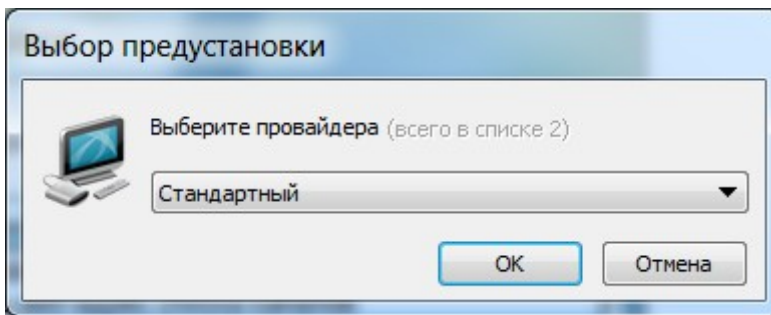 Выбор предустановки
Выберите провайдера (всего в списке 2)
Стандартный
OK
Отмена